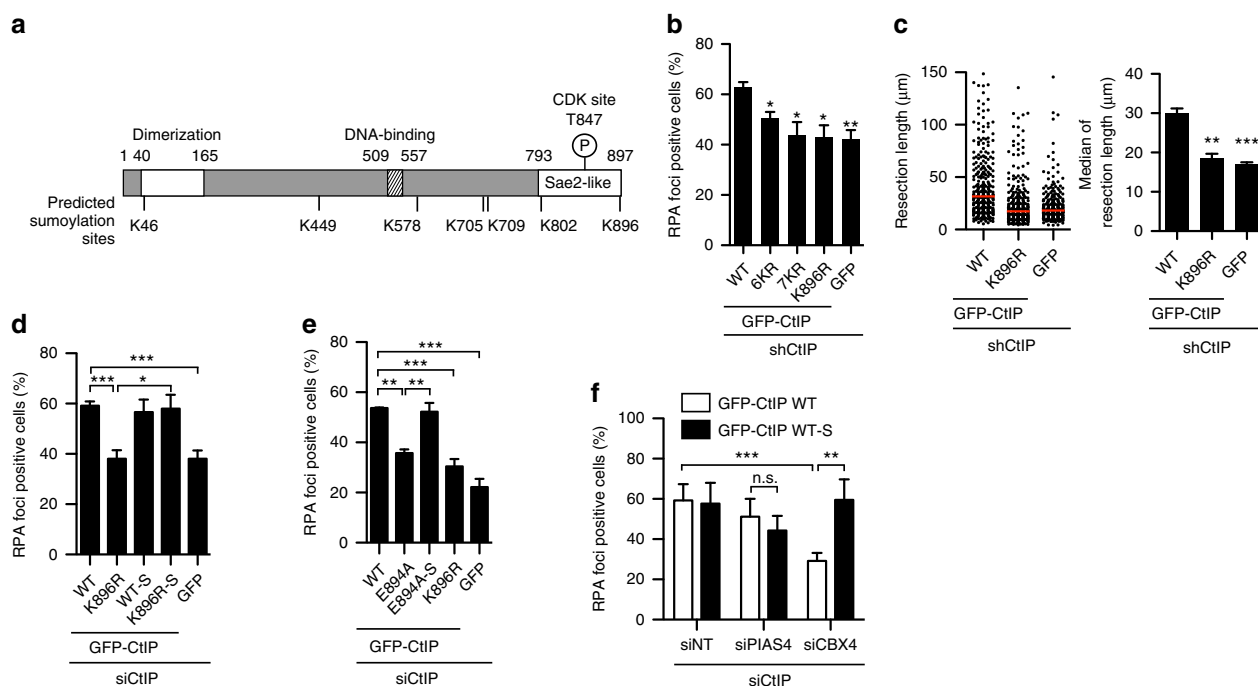 a
CDK site
T847
P
Dimerization
DNA-binding
1 40 165 509 557 793 897
Sae2-like
Predicted
sumoylation
sites
K46 K449 K578 K705 K709 K802 K896
b
RPA foci positive cells (%)
80
60
40
20
0
* * * **
WT 6KR 7KR K896R GFP
GFP-CtIP
shCtIP
c
Resection length (μm)
150
100
50
0
WT K896R GFP
GFP-CtIP
shCtIP
Median of
resection length (μm)
40
30
20
10
0
** ***
WT K896R GFP
GFP-CtIP
shCtIP
d
RPA foci positive cells (%)
80
60
40
20
0
***
*** *
WT K896R WT-S K896R-S GFP
GFP-CtIP
siCtIP
e
RPA foci positive cells (%)
80
60
40
20
0
***
***
** **
WT E894A E894A-S K896R GFP
GFP-CtIP
siCtIP
f
GFP-CtIP WT
GFP-CtIP WT-S
RPA foci positive cells (%)
100
80
60
40
20
0
*** **
n.s.
siNT siPIAS4 siCBX4
siCtIP